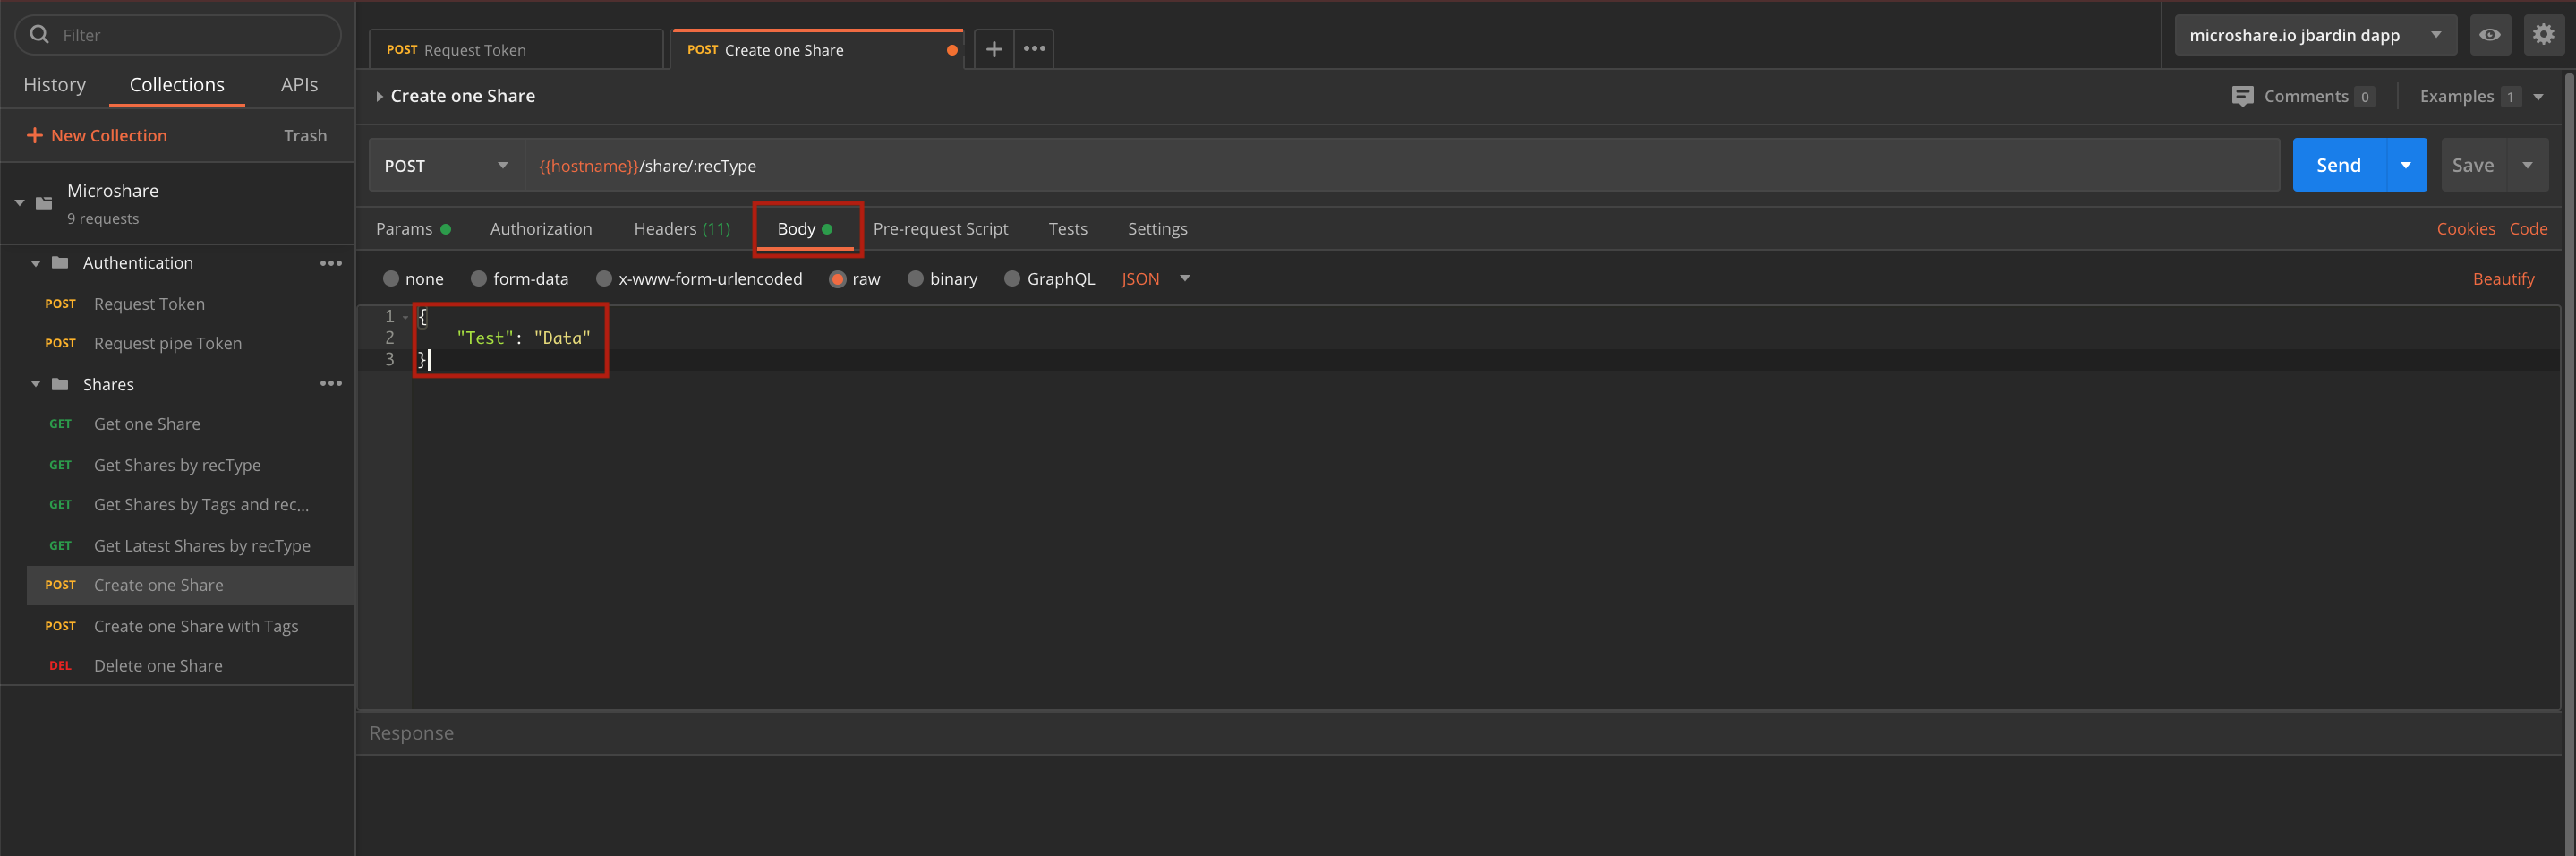 Filter
History Collections APIs
+ New Collection Trash
Microshare
9 requests
Authentication •••
POST Request Token
POST Request pipe Token
Shares •••
GET Get one Share
GET Get Shares by recType
GET Get Shares by Tags and rec...
GET Get Latest Shares by recType
POST Create one Share
POST Create one Share with Tags
DEL Delete one Share
POST Request Token POST Create one Share + •••
microshare.io jbardin dapp
Create one Share
Comments 0 Examples 1
POST {{hostname}}/share/:recType Send Save
Params Authorization Headers (11) Body Pre-request Script Tests Settings Cookies Code
none form-data x-www-form-urlencoded raw binary GraphQL JSON Beautify
1 {
2 "Test": "Data"
3 }
Response